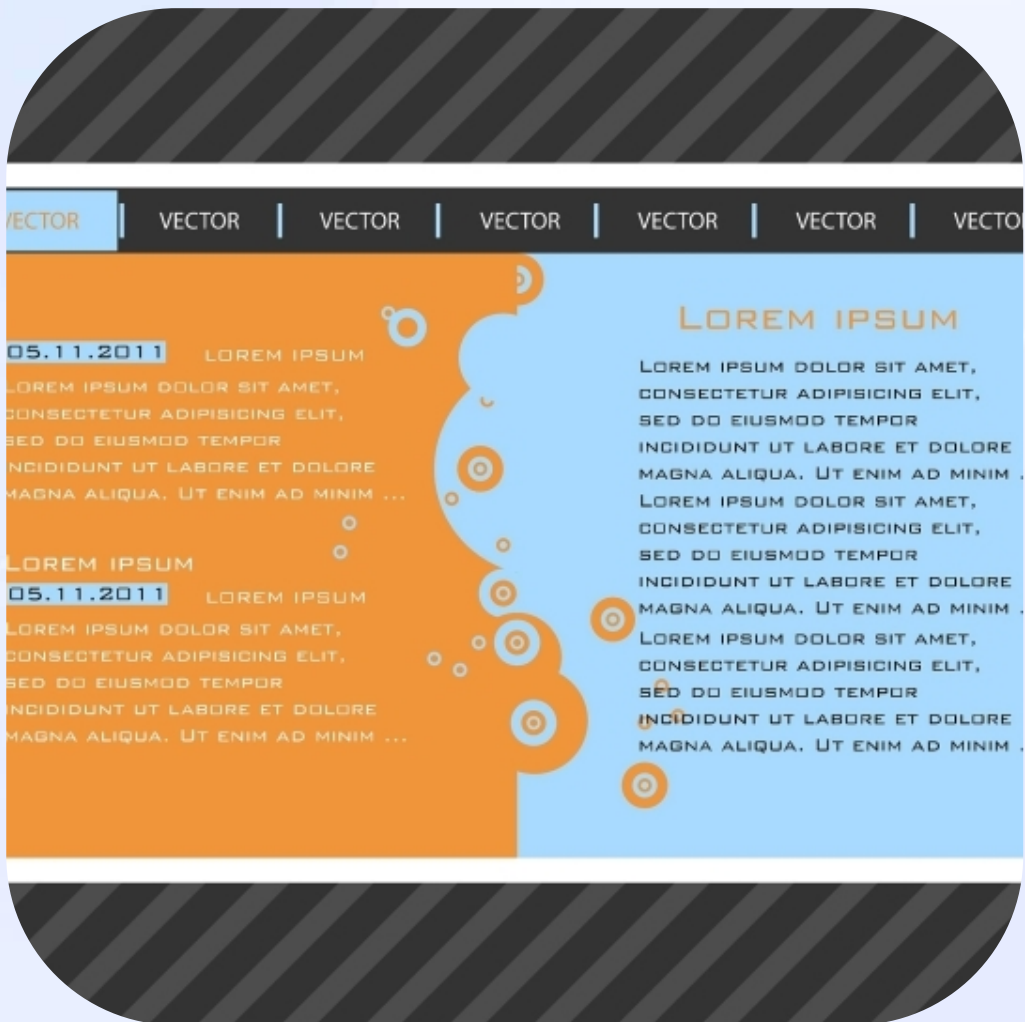 VECTOR VECTOR VECTOR VECTOR VECTOR VECTOR
05.11.2011 LOREM IPSUM
LOREM IPSUM DOLOR SIT AMET,
CONSECTETUR ADIPISICING ELIT,
SED DO EIUSMOD TEMPOR
INCIDIDUNT UT LABORE ET DOLORE
MAGNA ALIQUA. UT ENIM AD MINIM ...
LOREM IPSUM
05.11.2011 LOREM IPSUM
LOREM IPSUM DOLOR SIT AMET,
CONSECTETUR ADIPISICING ELIT,
SED DO EIUSMOD TEMPOR
INCIDIDUNT UT LABORE ET DOLORE
MAGNA ALIQUA. UT ENIM AD MINIM ...
LOREM IPSUM
LOREM IPSUM DOLOR SIT AMET,
CONSECTETUR ADIPISICING ELIT,
SED DO EIUSMOD TEMPOR
INCIDIDUNT UT LABORE ET DOLORE
MAGNA ALIQUA. UT ENIM AD MINIM .
LOREM IPSUM DOLOR SIT AMET,
CONSECTETUR ADIPISICING ELIT,
SED DO EIUSMOD TEMPOR
INCIDIDUNT UT LABORE ET DOLORE
MAGNA ALIQUA. UT ENIM AD MINIM .
LOREM IPSUM DOLOR SIT AMET,
CONSECTETUR ADIPISICING ELIT,
SED DO EIUSMOD TEMPOR
INCIDIDUNT UT LABORE ET DOLORE
MAGNA ALIQUA. UT ENIM AD MINIM .